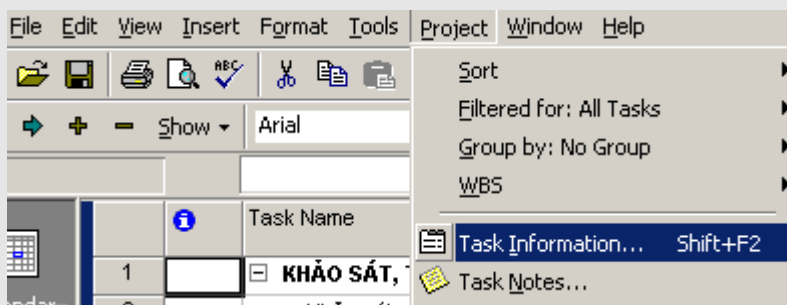 File Edit View Insert Format Tools Project Window Help
ABC
Sort
Filtered for: All Tasks
Show Arial
Group by: No Group
WBS
Task Name
Task Information... Shift+F2
1 KHẢO SÁT,
Task Notes...